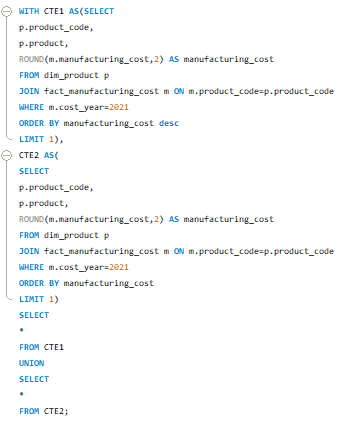 WITH CTE1 AS(SELECT
p.product_code,
p.product,
ROUND(m.manufacturing_cost,2) AS manufacturing_cost
FROM dim_product p
JOIN fact_manufacturing_cost m ON m.product_code=p.product_code
WHERE m.cost_year=2021
ORDER BY manufacturing_cost desc
LIMIT 1),
CTE2 AS(
SELECT
p.product_code,
p.product,
ROUND(m.manufacturing_cost,2) AS manufacturing_cost
FROM dim_product p
JOIN fact_manufacturing_cost m ON m.product_code=p.product_code
WHERE m.cost_year=2021
ORDER BY manufacturing_cost
LIMIT 1)
SELECT
*
FROM CTE1
UNION
SELECT
*
FROM CTE2;